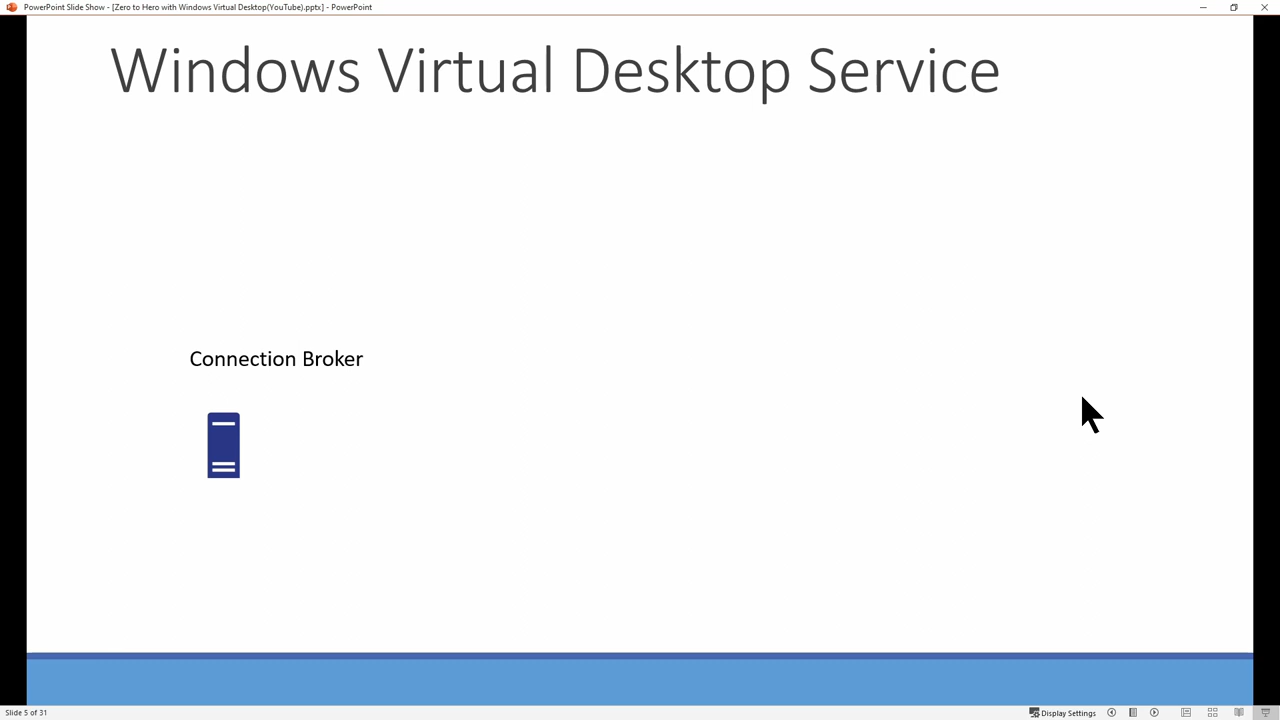 PowerPoint Slide Show - [Zero to Hero with Windows Virtual Desktop(YouTube).pptx] - PowerPoint
Windows Virtual Desktop Service
Connection Broker
Slide 5 of 31
Display Settings